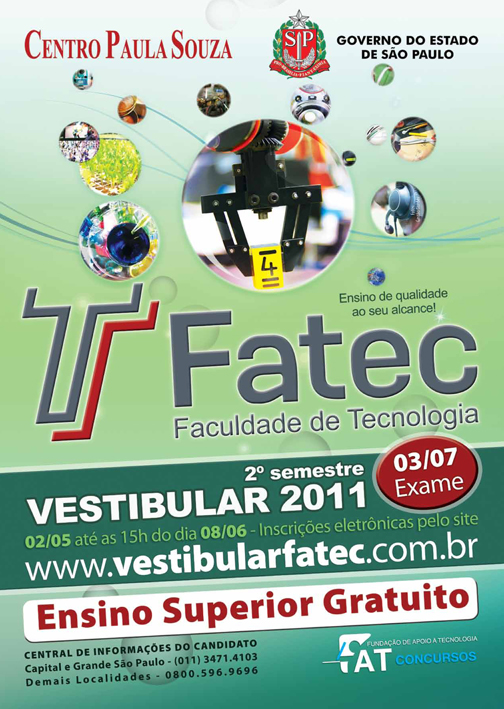 CENTRO PAULA SOUZA
GOVERNO DO ESTADO
DE SÃO PAULO
4
Ensino de qualidade
ao seu alcance!
Fatec
Faculdade de Tecnologia
2º semestre
VESTIBULAR 2011
03/07
Exame
02/05 até as 15h do dia 08/06 - Inscrições eletrônicas pelo site
www.vestibularfatec.com.br
Ensino Superior Gratuito
CENTRAL DE INFORMAÇÕES DO CANDIDATO
Capital e Grande São Paulo - (011) 3471.4103
Demais Localidades - 0800.596.9696
FUNDAÇÃO DE APOIO A TECNOLOGIA
FAT CONCURSOS